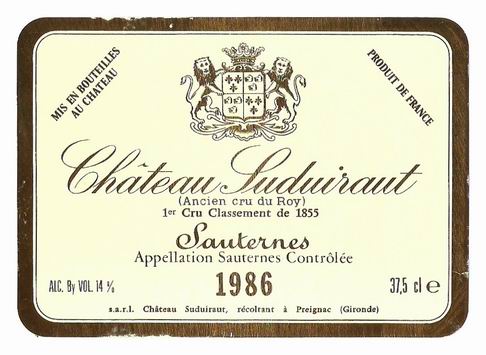 MIS EN BOUTEILLES
AU CHATEAU
PRODUIT DE FRANCE
Château Suduiraut
(Ancien cru du Roy)
1er Cru Classement de 1855
Sauternes
Appellation Sauternes Contrôlée
1986
ALC. By VOL. 14 %
37,5 cl e
s.a.r.l. Château Suduiraut, récoltant à Preignac (Gironde)